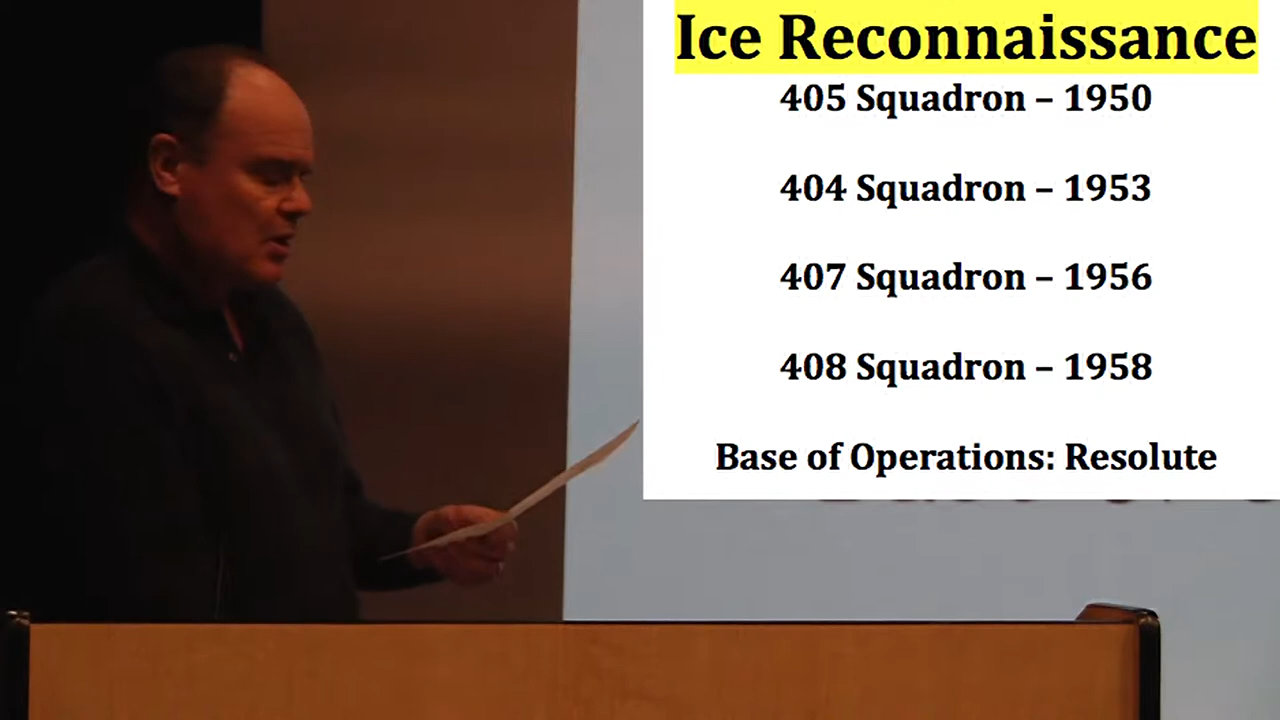 Ice Reconnaissance
405 Squadron – 1950
404 Squadron – 1953
407 Squadron – 1956
408 Squadron – 1958
Base of Operations: Resolute